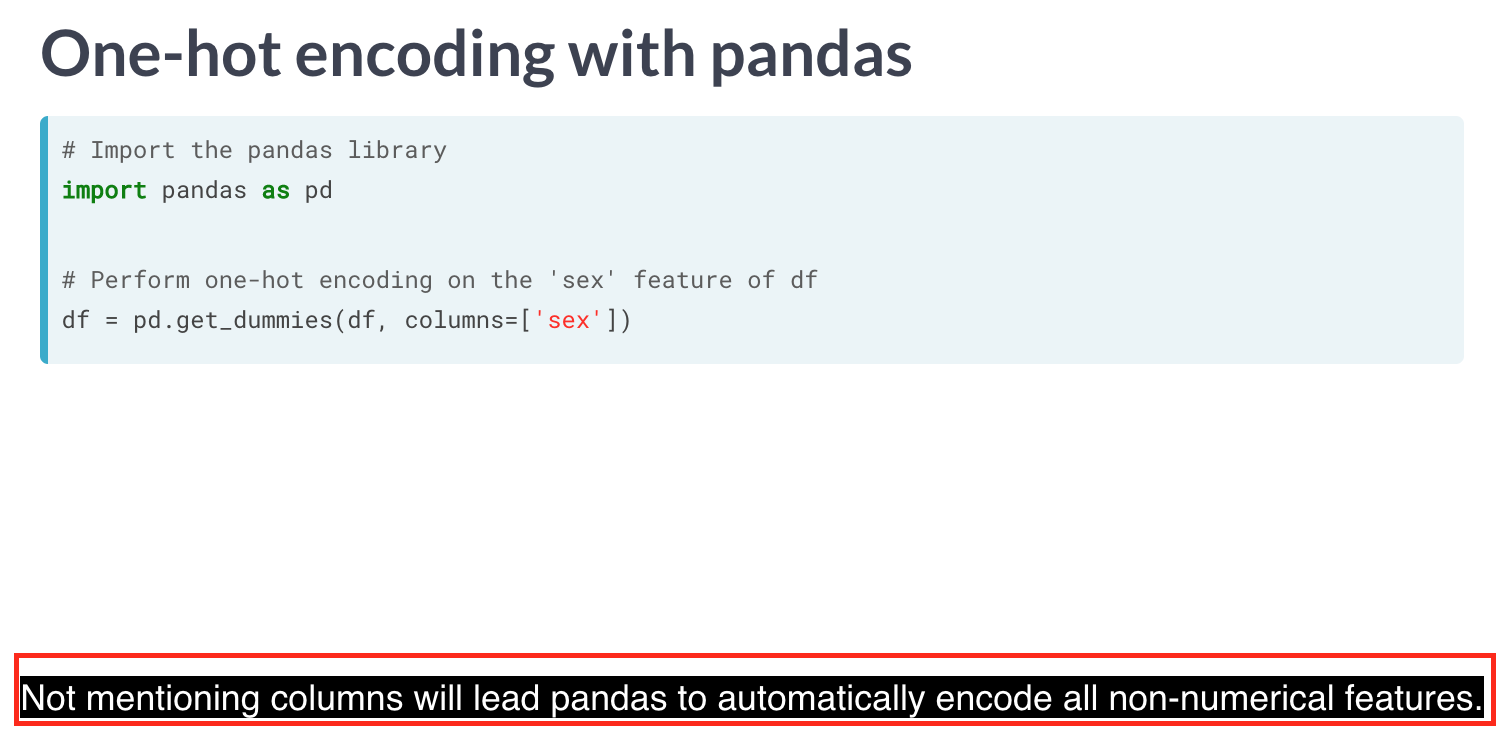 One-hot encoding with pandas
# Import the pandas library
import pandas as pd
# Perform one-hot encoding on the 'sex' feature of df
df = pd.get_dummies(df, columns=['sex'])
Not mentioning columns will lead pandas to automatically encode all non-numerical features.